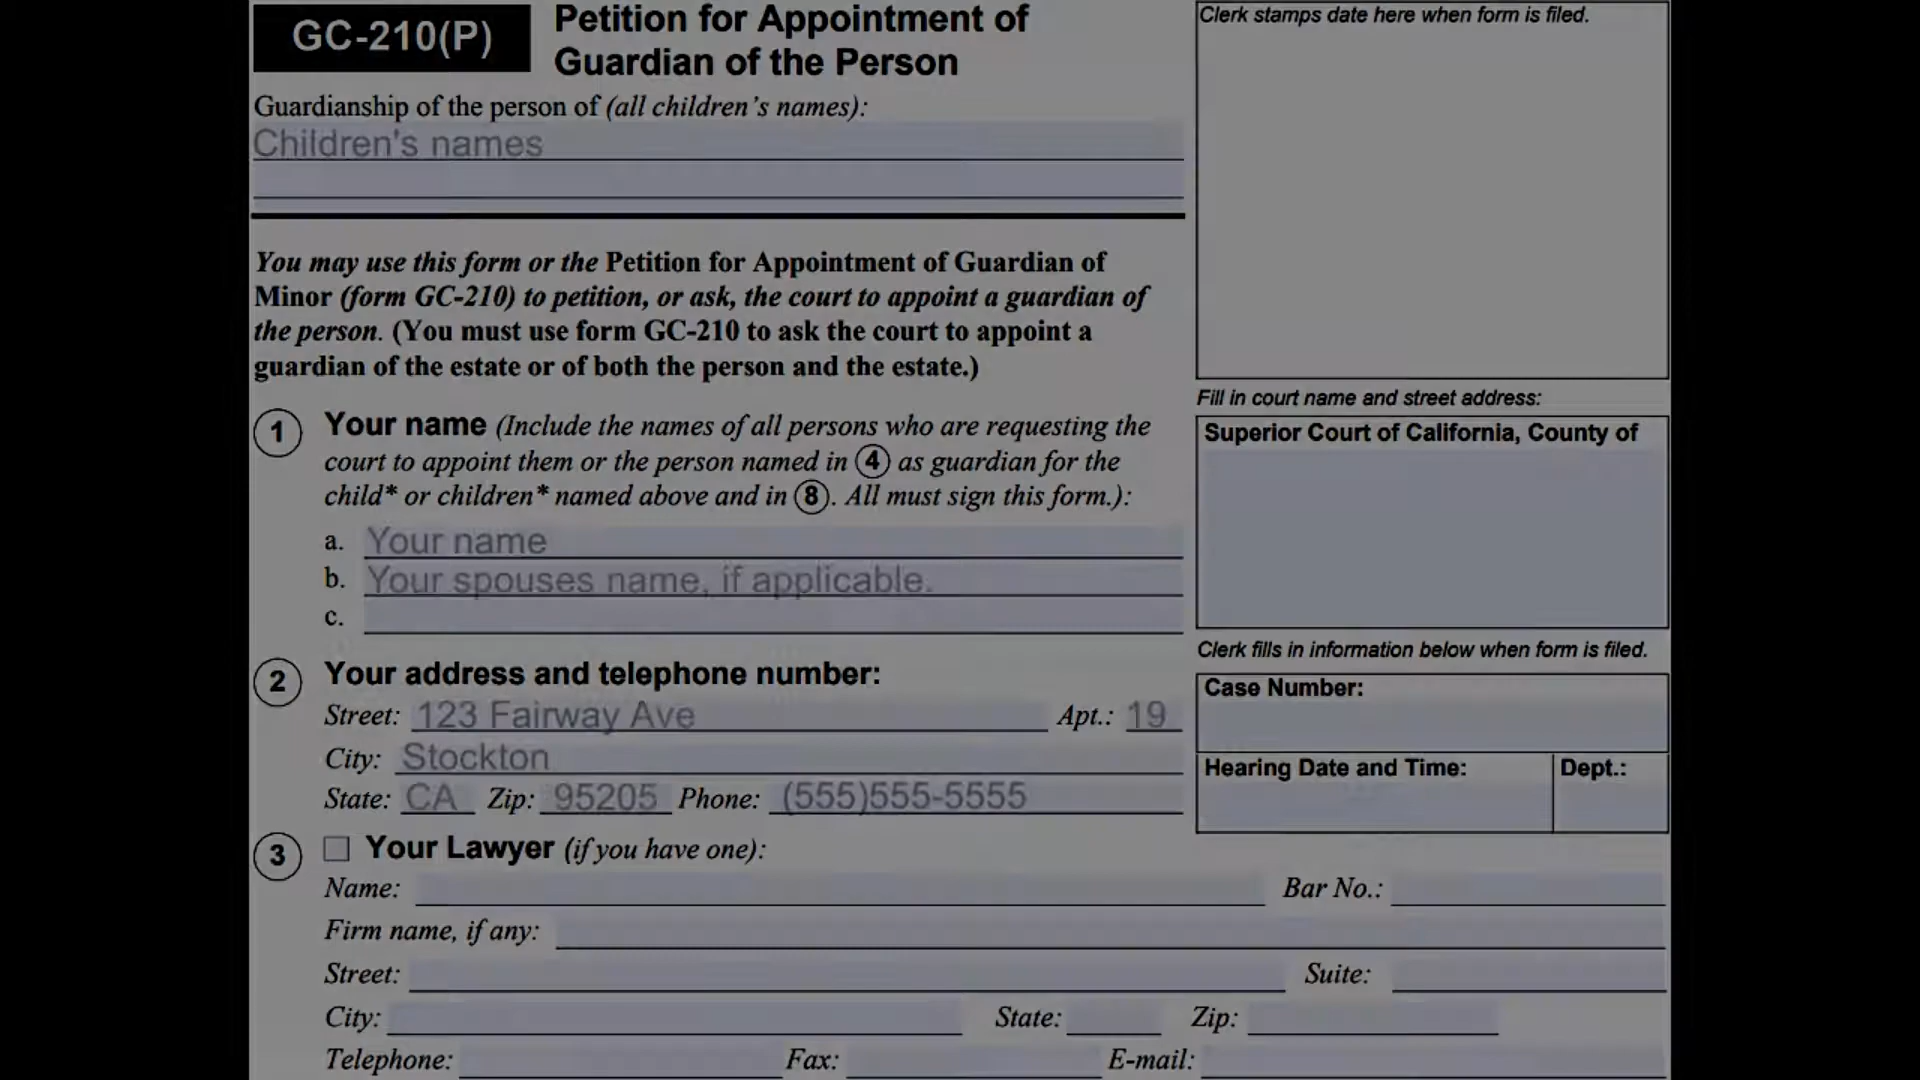 GC-210(P)
Petition for Appointment of
Guardian of the Person
Clerk stamps date here when form is filed.
Guardianship of the person of (all children's names):
Children's names
You may use this form or the Petition for Appointment of Guardian of
Minor (form GC-210) to petition, or ask, the court to appoint a guardian of
the person. (You must use form GC-210 to ask the court to appoint a
guardian of the estate or of both the person and the estate.)
Fill in court name and street address:
Superior Court of California, County of
1 Your name (Include the names of all persons who are requesting the
court to appoint them or the person named in 4 as guardian for the
child* or children* named above and in 8. All must sign this form.):
a. Your name
b. Your spouses name, if applicable.
c.
Clerk fills in information below when form is filed.
Case Number:
Hearing Date and Time:
Dept.:
2 Your address and telephone number:
Street: 123 Fairway Ave Apt.: 19
City: Stockton
State: CA Zip: 95205 Phone: (555)555-5555
3 Your Lawyer (if you have one):
Name: Bar No.:
Firm name, if any:
Street: Suite:
City: State: Zip:
Telephone: Fax: E-mail: